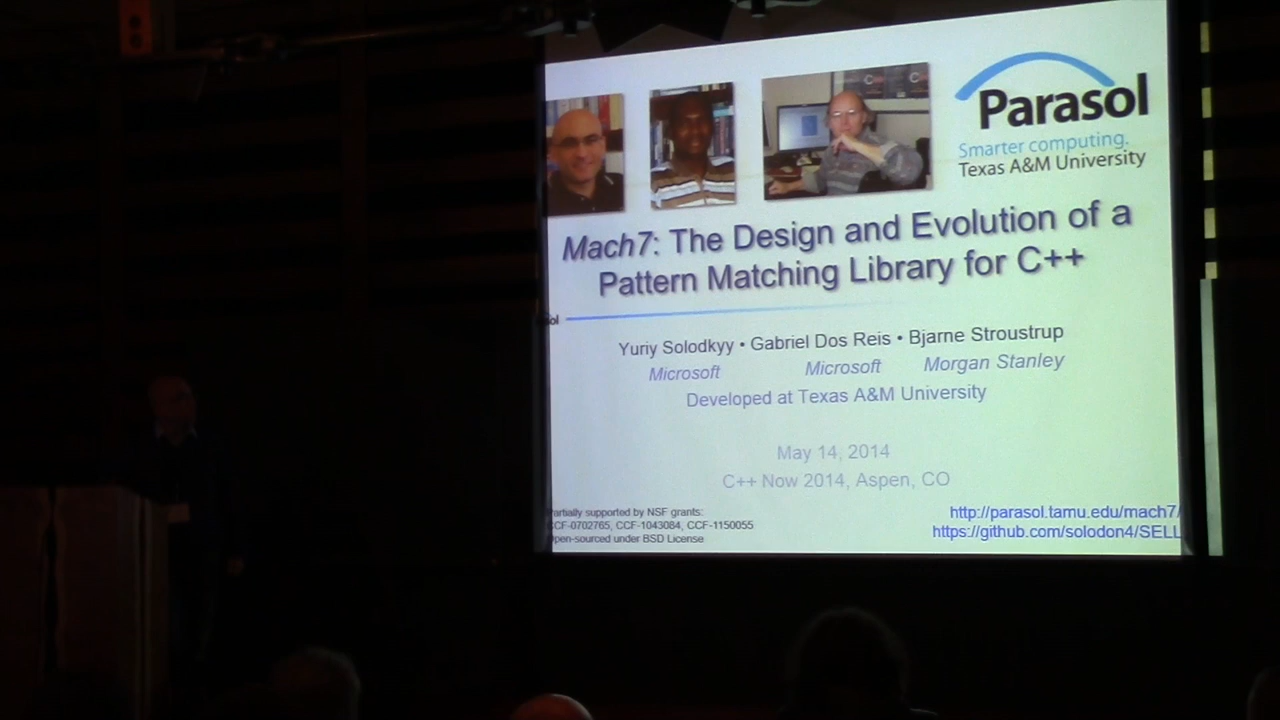 Parasol
Smarter computing.
Texas A&M University
Mach7: The Design and Evolution of a
Pattern Matching Library for C++
Yuriy Solodkyy • Gabriel Dos Reis • Bjarne Stroustrup
Microsoft Microsoft Morgan Stanley
Developed at Texas A&M University
May 14, 2014
C++ Now 2014, Aspen, CO
Partially supported by NSF grants:
CCF-0702765, CCF-1043084, CCF-1150055
Open-sourced under BSD License
http://parasol.tamu.edu/mach7/
https://github.com/solodon4/SELL